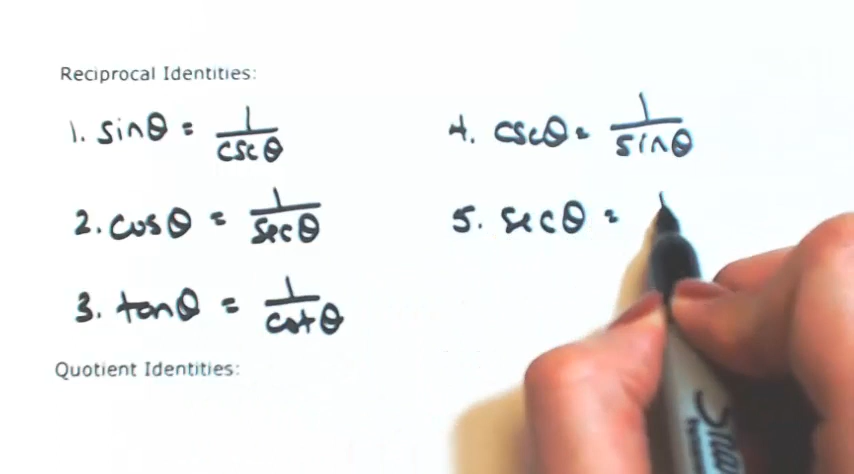 Reciprocal Identities:
1. sinθ = 1/cscθ
4. cscθ = 1/sinθ
2. cosθ = 1/secθ
5. secθ = 1
3. tanθ = 1/cotθ
Quotient Identities: